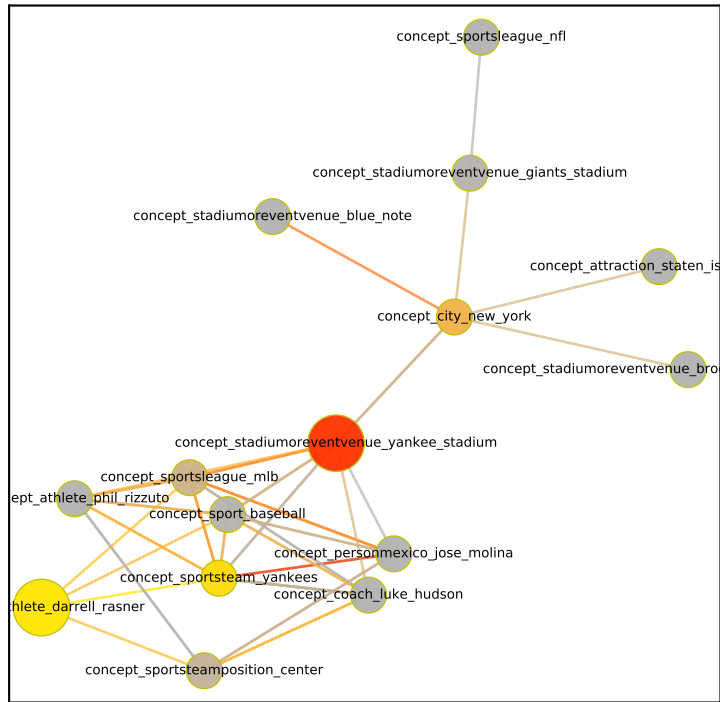 concept_sportsleague_nfl
concept_stadiumoreventvenue_giants_stadium
concept_stadiumoreventvenue_blue_note
concept_attraction_staten_is
concept_city_new_york
concept_stadiumoreventvenue_bro
concept_stadiumoreventvenue_yankee_stadium
concept_sportsleague_mlb
ept_athlete_phil_rizzuto
concept_sport_baseball
concept_personmexico_jose_molina
concept_sportsteam_yankees
concept_coach_luke_hudson
thlete_darrell_rasner
concept_sportsteamposition_center